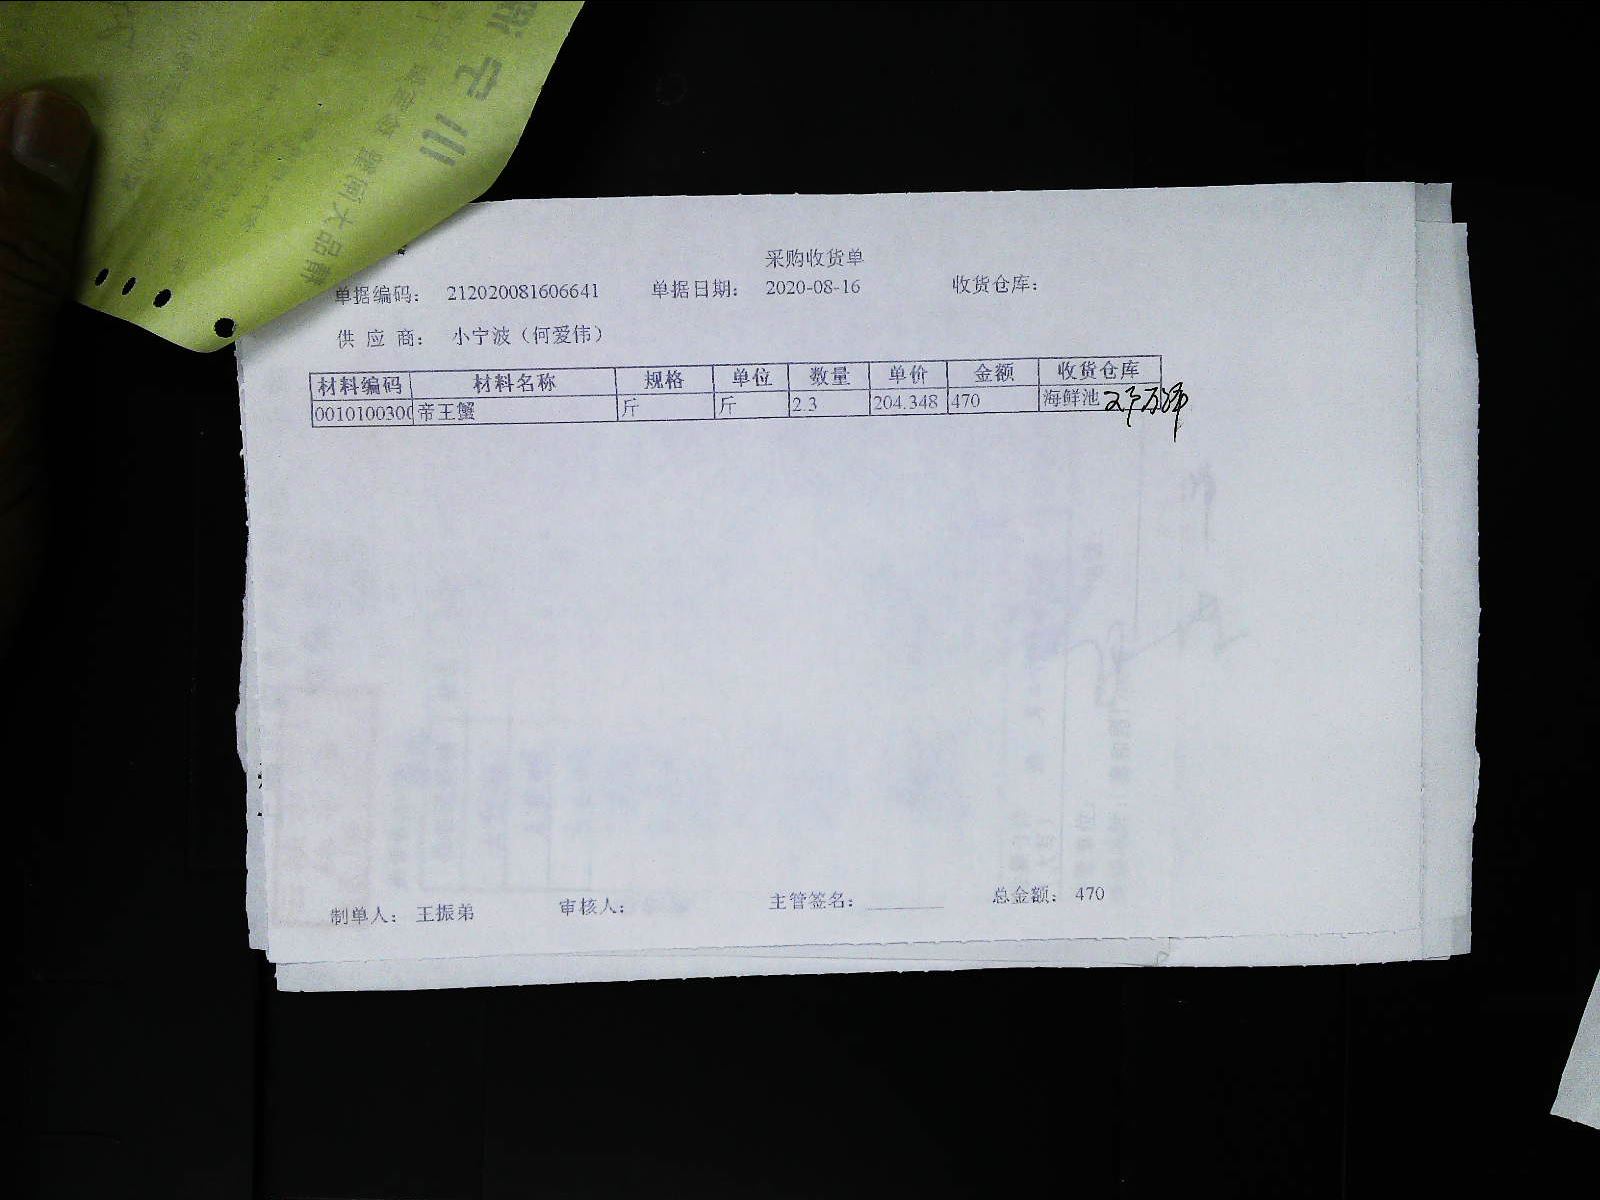 采购收货单
单据编码： 212020081606641 单据日期： 2020-08-16 收货仓库：
供 应 商： 小宁波（何爱伟）
材料编码 材料名称 规格 单位 数量 单价 金额 收货仓库
0010100300 帝王蟹 斤 斤 2.3 204.348 470 海鲜池
制单人： 王振弟 审核人： 主管签名： 总金额： 470